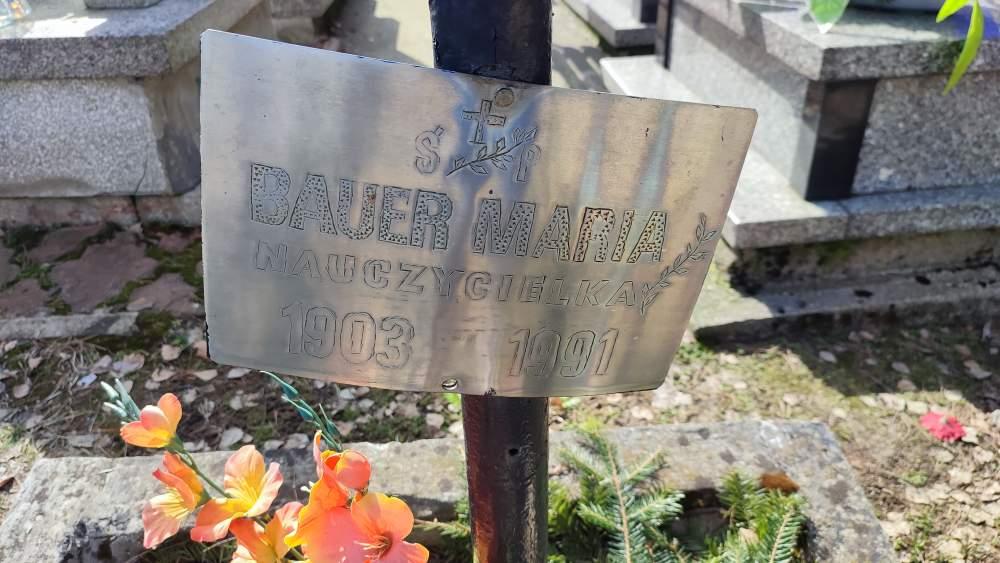 Ś P
BAUER MARIA
NAUCZYCIELKA
1903 - 1991